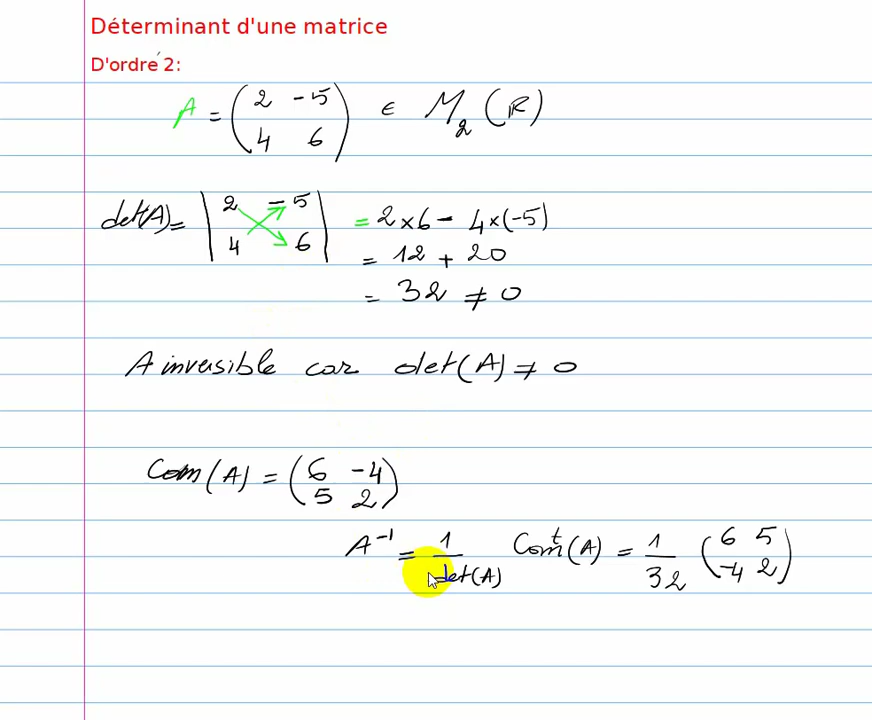 Déterminant d'une matrice
D'ordre 2:
A = ( 2 -5 ; 4 6 ) ∈ M₂(ℝ)
det(A) = | 2 -5 ; 4 6 | = 2×6 - 4×(-5)
= 12 + 20
= 32 ≠ 0
A inversible car det(A) ≠ 0
Com(A) = ( 6 -4 ; 5 2 )
A⁻¹ = 1/det(A) Comᵗ(A) = 1/32 ( 6 5 ; -4 2 )